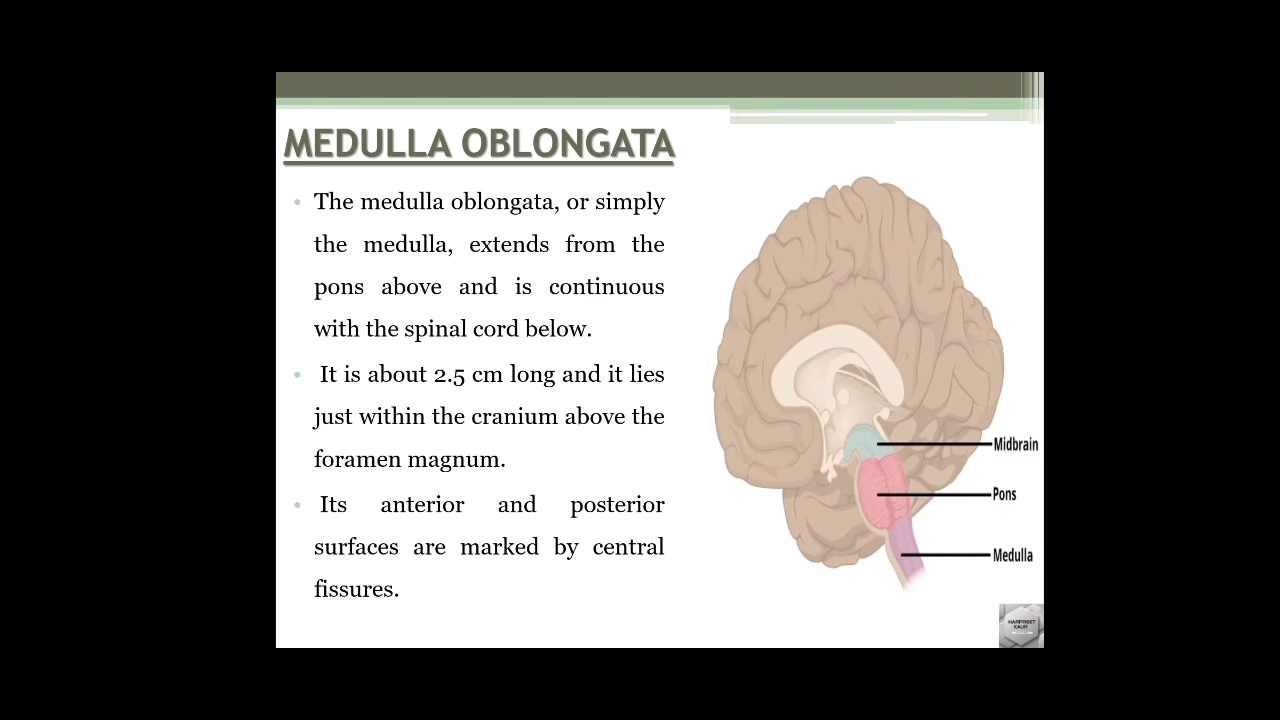 MEDULLA OBLONGATA
• The medulla oblongata, or simply
the medulla, extends from the
pons above and is continuous
with the spinal cord below.
• It is about 2.5 cm long and it lies
just within the cranium above the
foramen magnum.
• Its anterior and posterior
surfaces are marked by central
fissures.
Midbrain
Pons
Medulla
HARPREET
KAUR